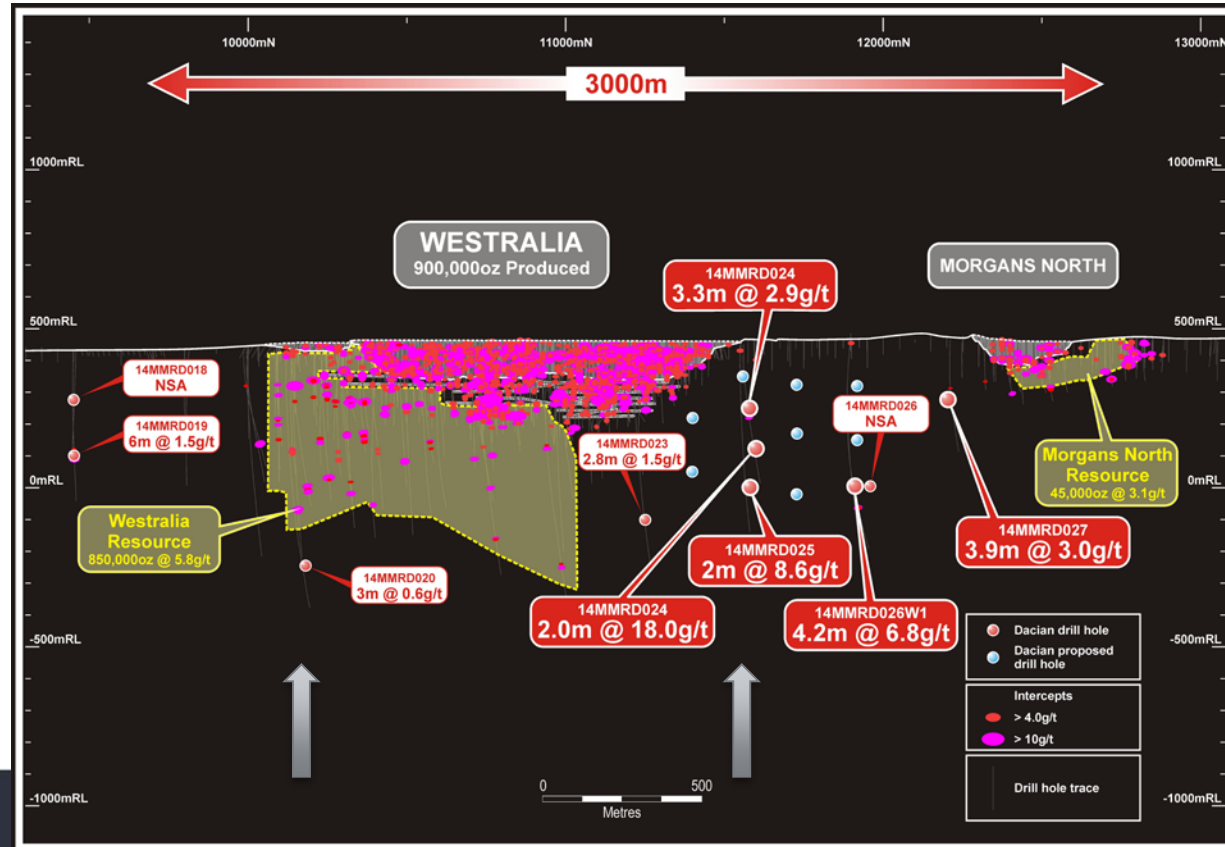 10000mN
11000mN
12000mN
13000mN
3000m
1000mRL
1000mRL
WESTRALIA
900,000oz Produced
14MMRD024
3.3m @ 2.9g/t
MORGANS NORTH
500mRL
500mRL
14MMRD018
NSA
14MMRD019
6m @ 1.5g/t
14MMRD023
2.8m @ 1.5g/t
14MMRD026
NSA
Morgans North
Resource
45,000oz @ 3.1g/t
0mRL
0mRL
Westralia
Resource
850,000oz @ 5.8g/t
14MMRD020
3m @ 0.6g/t
14MMRD025
2m @ 8.6g/t
14MMRD027
3.9m @ 3.0g/t
14MMRD024
2.0m @ 18.0g/t
14MMRD026W1
4.2m @ 6.8g/t
-500mRL
-500mRL
Dacian drill hole
Dacian proposed
drill hole
Intercepts
> 4.0g/t
> 10g/t
Drill hole trace
0
500
Metres
-1000mRL
-1000mRL